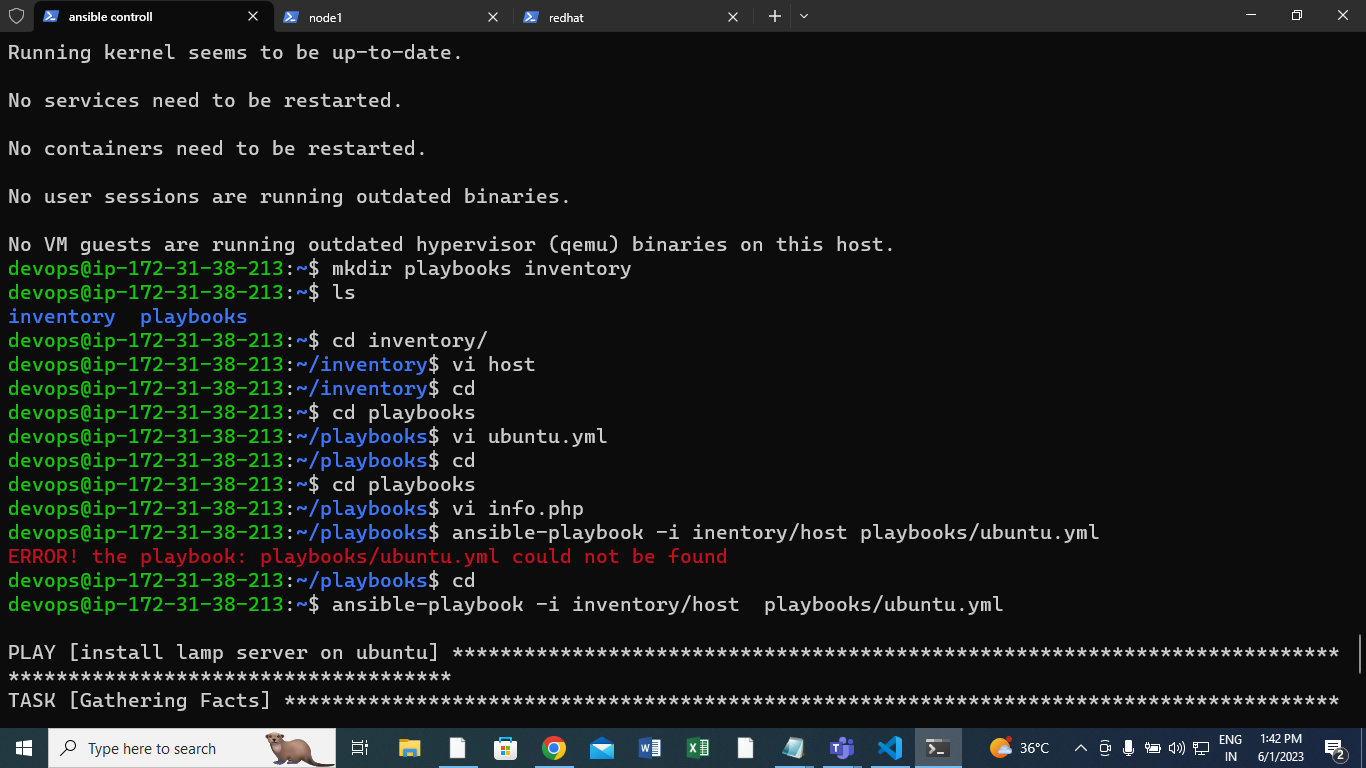 ansible controll
node1
redhat
Running kernel seems to be up-to-date.
No services need to be restarted.
No containers need to be restarted.
No user sessions are running outdated binaries.
No VM guests are running outdated hypervisor (qemu) binaries on this host.
devops@ip-172-31-38-213:~$ mkdir playbooks inventory
devops@ip-172-31-38-213:~$ ls
inventory  playbooks
devops@ip-172-31-38-213:~$ cd inventory/
devops@ip-172-31-38-213:~/inventory$ vi host
devops@ip-172-31-38-213:~/inventory$ cd
devops@ip-172-31-38-213:~$ cd playbooks
devops@ip-172-31-38-213:~/playbooks$ vi ubuntu.yml
devops@ip-172-31-38-213:~/playbooks$ cd
devops@ip-172-31-38-213:~$ cd playbooks
devops@ip-172-31-38-213:~/playbooks$ vi info.php
devops@ip-172-31-38-213:~/playbooks$ ansible-playbook -i inentory/host playbooks/ubuntu.yml
ERROR! the playbook: playbooks/ubuntu.yml could not be found
devops@ip-172-31-38-213:~/playbooks$ cd
devops@ip-172-31-38-213:~$ ansible-playbook -i inventory/host  playbooks/ubuntu.yml
PLAY [install lamp server on ubuntu] **************************************************************************
*************************************
TASK [Gathering Facts] ****************************************************************************************
Type here to search
36°C
ENG
IN
1:42 PM
6/1/2023
2